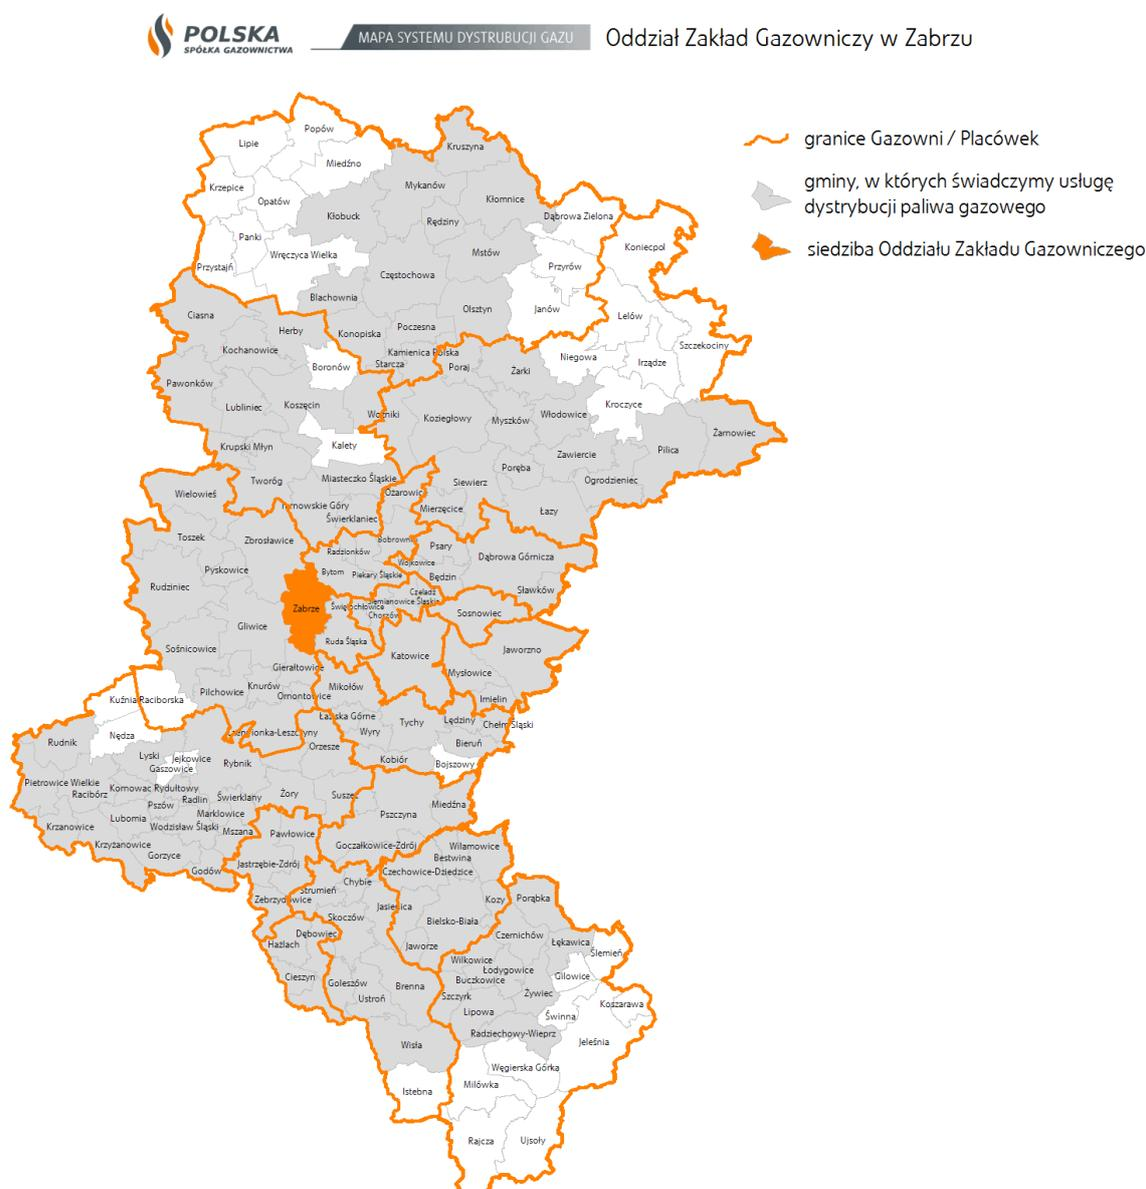 POLSKA
SPÓŁKA GAZOWNICTWA
MAPA SYSTEMU DYSTRUBUCJI GAZU
Oddział Zakład Gazowniczy w Zabrzu
granice Gazowni / Placówek
gminy, w których świadczymy usługę
dystrybucji paliwa gazowego
siedziba Oddziału Zakładu Gazowniczego
Popów
Lipie
Kruszyna
Miedźno
Krzepice
Mykanów
Opatów
Kłomnice
Kłobuck
Rędziny
Dąbrowa Zielona
Panki
Koniecpol
Wręczyca Wielka
Mstów
Przystajń
Przyrów
Częstochowa
Blachownia
Olsztyn
Janów
Ciasna
Lelów
Herby
Konopiska
Poczesna
Szczekociny
Kochanowice
Kamienica Polska
Niegowa
Boronów
Starcza
Poraj
Żarki
Irządze
Pawonków
Lubliniec
Koszęcin
Woźniki
Koziegłowy
Myszków
Włodowice
Kroczyce
Żarnowiec
Krupski Młyn
Kalety
Zawiercie
Pilica
Poręba
Tworóg
Miasteczko Śląskie
Siewierz
Ogrodzieniec
Wielowieś
Ożarowice
Świerklaniec
Mierzęcice
Łazy
Toszek
Zbrosławice
Psary
Radzionków
Dąbrowa Górnicza
Wojkowice
Pyskowice
Bytom
Piekary Śląskie
Będzin
Rudziniec
Czeladź
Sławków
Zabrze
Sosnowiec
Gliwice
Ruda Śląska
Sośnicowice
Katowice
Jaworzno
Gierałtowice
Mysłowice
Pilchowice
Knurów
Mikołów
Imielin
Kuźnia Raciborska
Ornontowice
Łaziska Górne
Tychy
Lędziny
Chełm Śląski
Nędza
Wyry
Rudnik
Orzesze
Bieruń
Lyski
Jejkowice
Rybnik
Kobiór
Bojszowy
Gaszowice
Pietrowice Wielkie
Racibórz
Kornowac
Rydułtowy
Żory
Suszec
Radlin
Świerklany
Pszów
Miedźna
Marklowice
Pszczyna
Krzanowice
Lubomia
Wodzisław Śląski
Mszana
Pawłowice
Krzyżanowice
Goczałkowice-Zdrój
Wilamowice
Gorzyce
Bestwina
Godów
Jastrzębie-Zdrój
Czechowice-Dziedzice
Chybie
Strumień
Zebrzydowice
Jasienica
Kozy
Porąbka
Skoczów
Bielsko-Biała
Dębowiec
Czernichów
Hażlach
Jaworze
Łękawica
Ślemień
Wilkowice
Łodygowice
Cieszyn
Goleszów
Brenna
Buczkowice
Gilowice
Ustroń
Szczyrk
Żywiec
Koszarawa
Lipowa
Świnna
Radziechowy-Wieprz
Wisła
Jeleśnia
Węgierska Górka
Istebna
Milówka
Rajcza
Ujsoły